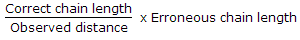 Correct chain length
Observed distance
x Erroneous chain length